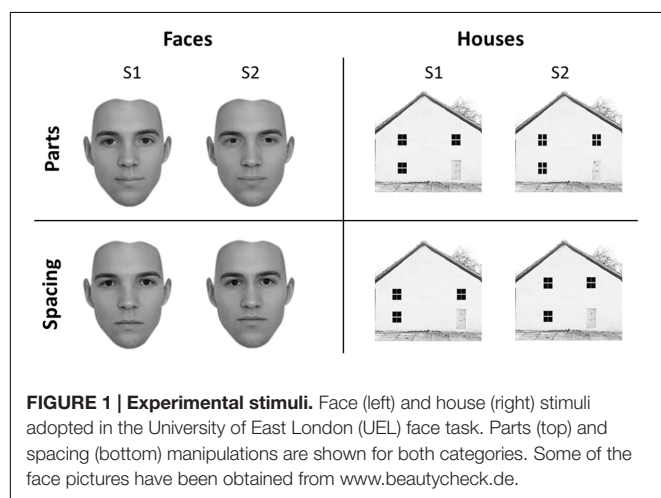 Faces Houses
S1 S2 S1 S2
Parts
Spacing
FIGURE 1 | Experimental stimuli. Face (left) and house (right) stimuli
adopted in the University of East London (UEL) face task. Parts (top) and
spacing (bottom) manipulations are shown for both categories. Some of the
face pictures have been obtained from www.beautycheck.de.